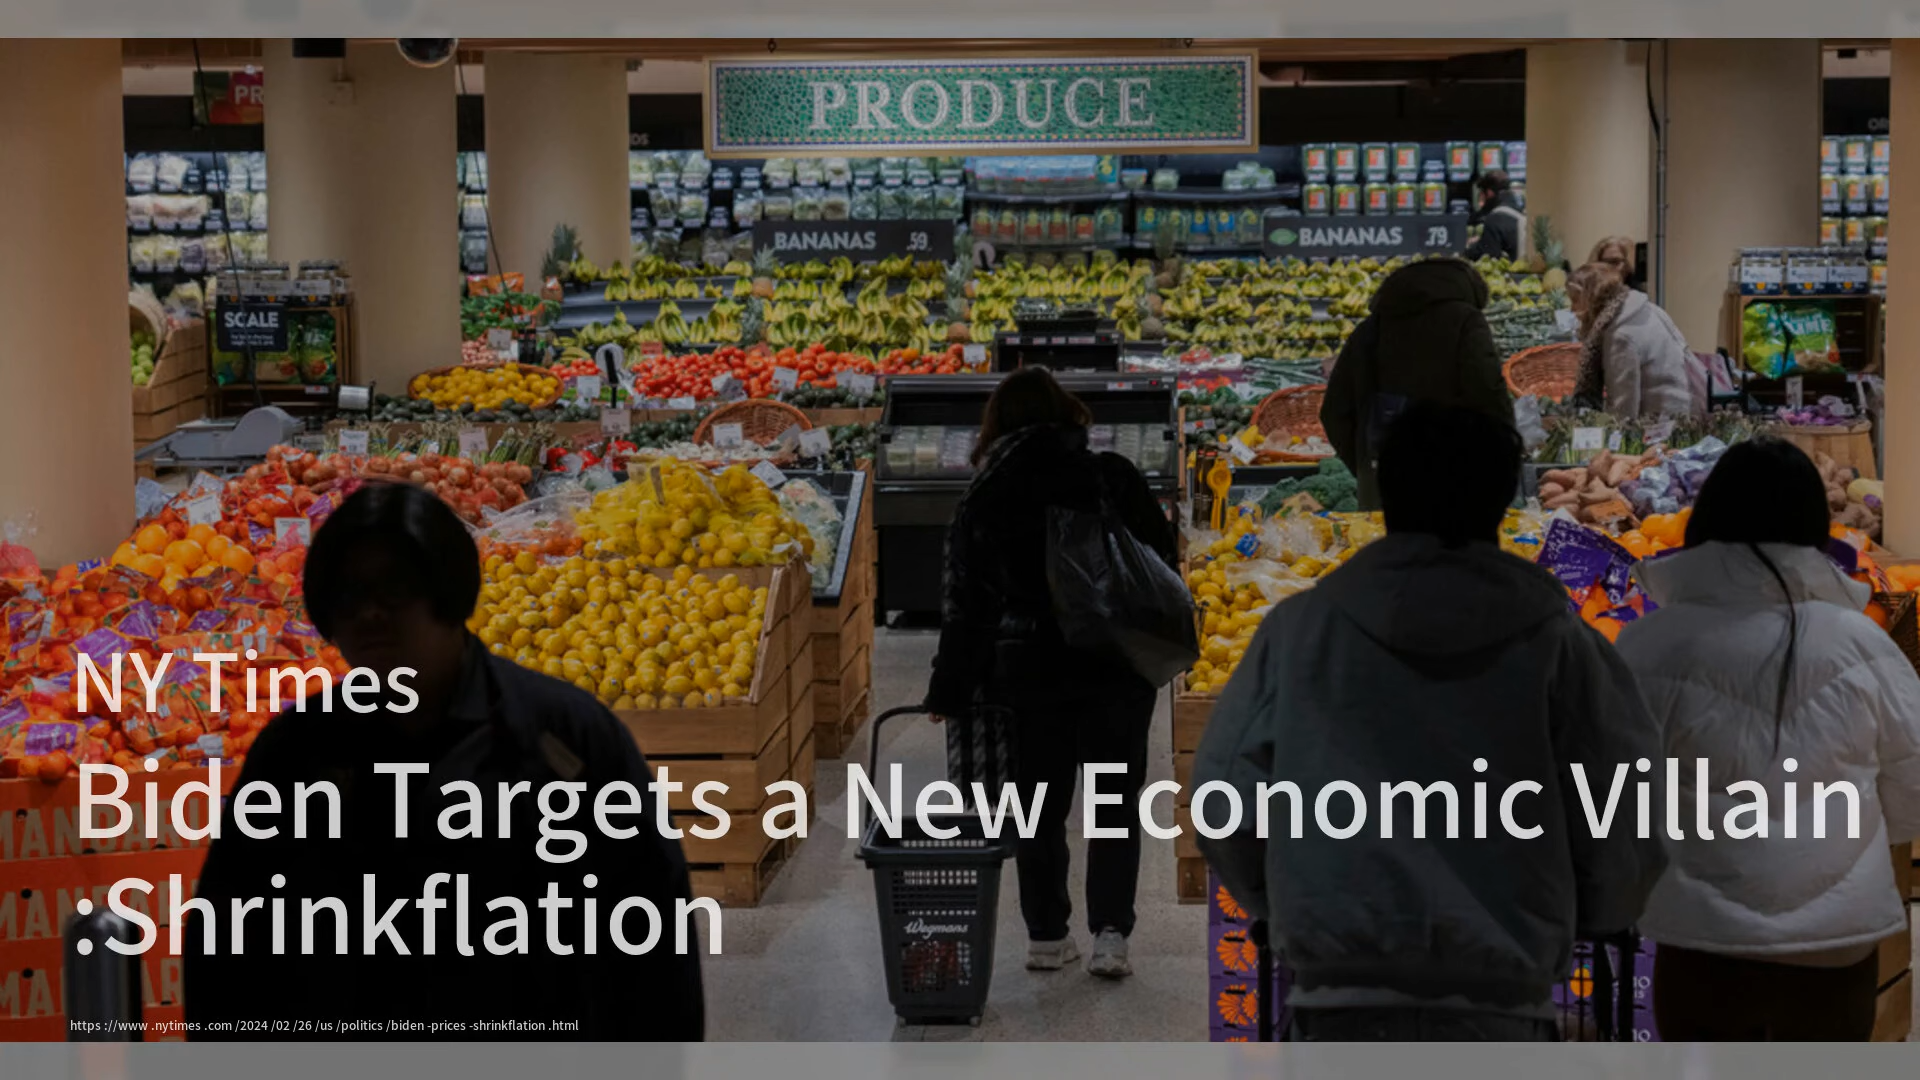 PRODUCE
PR
BANANAS .59
BANANAS .79
SCALE
NY Times
Biden Targets a New Economic Villain
:Shrinkflation
Wegmans
https ://www .nytimes .com /2024 /02 /26 /us /politics /biden -prices -shrinkflation .html